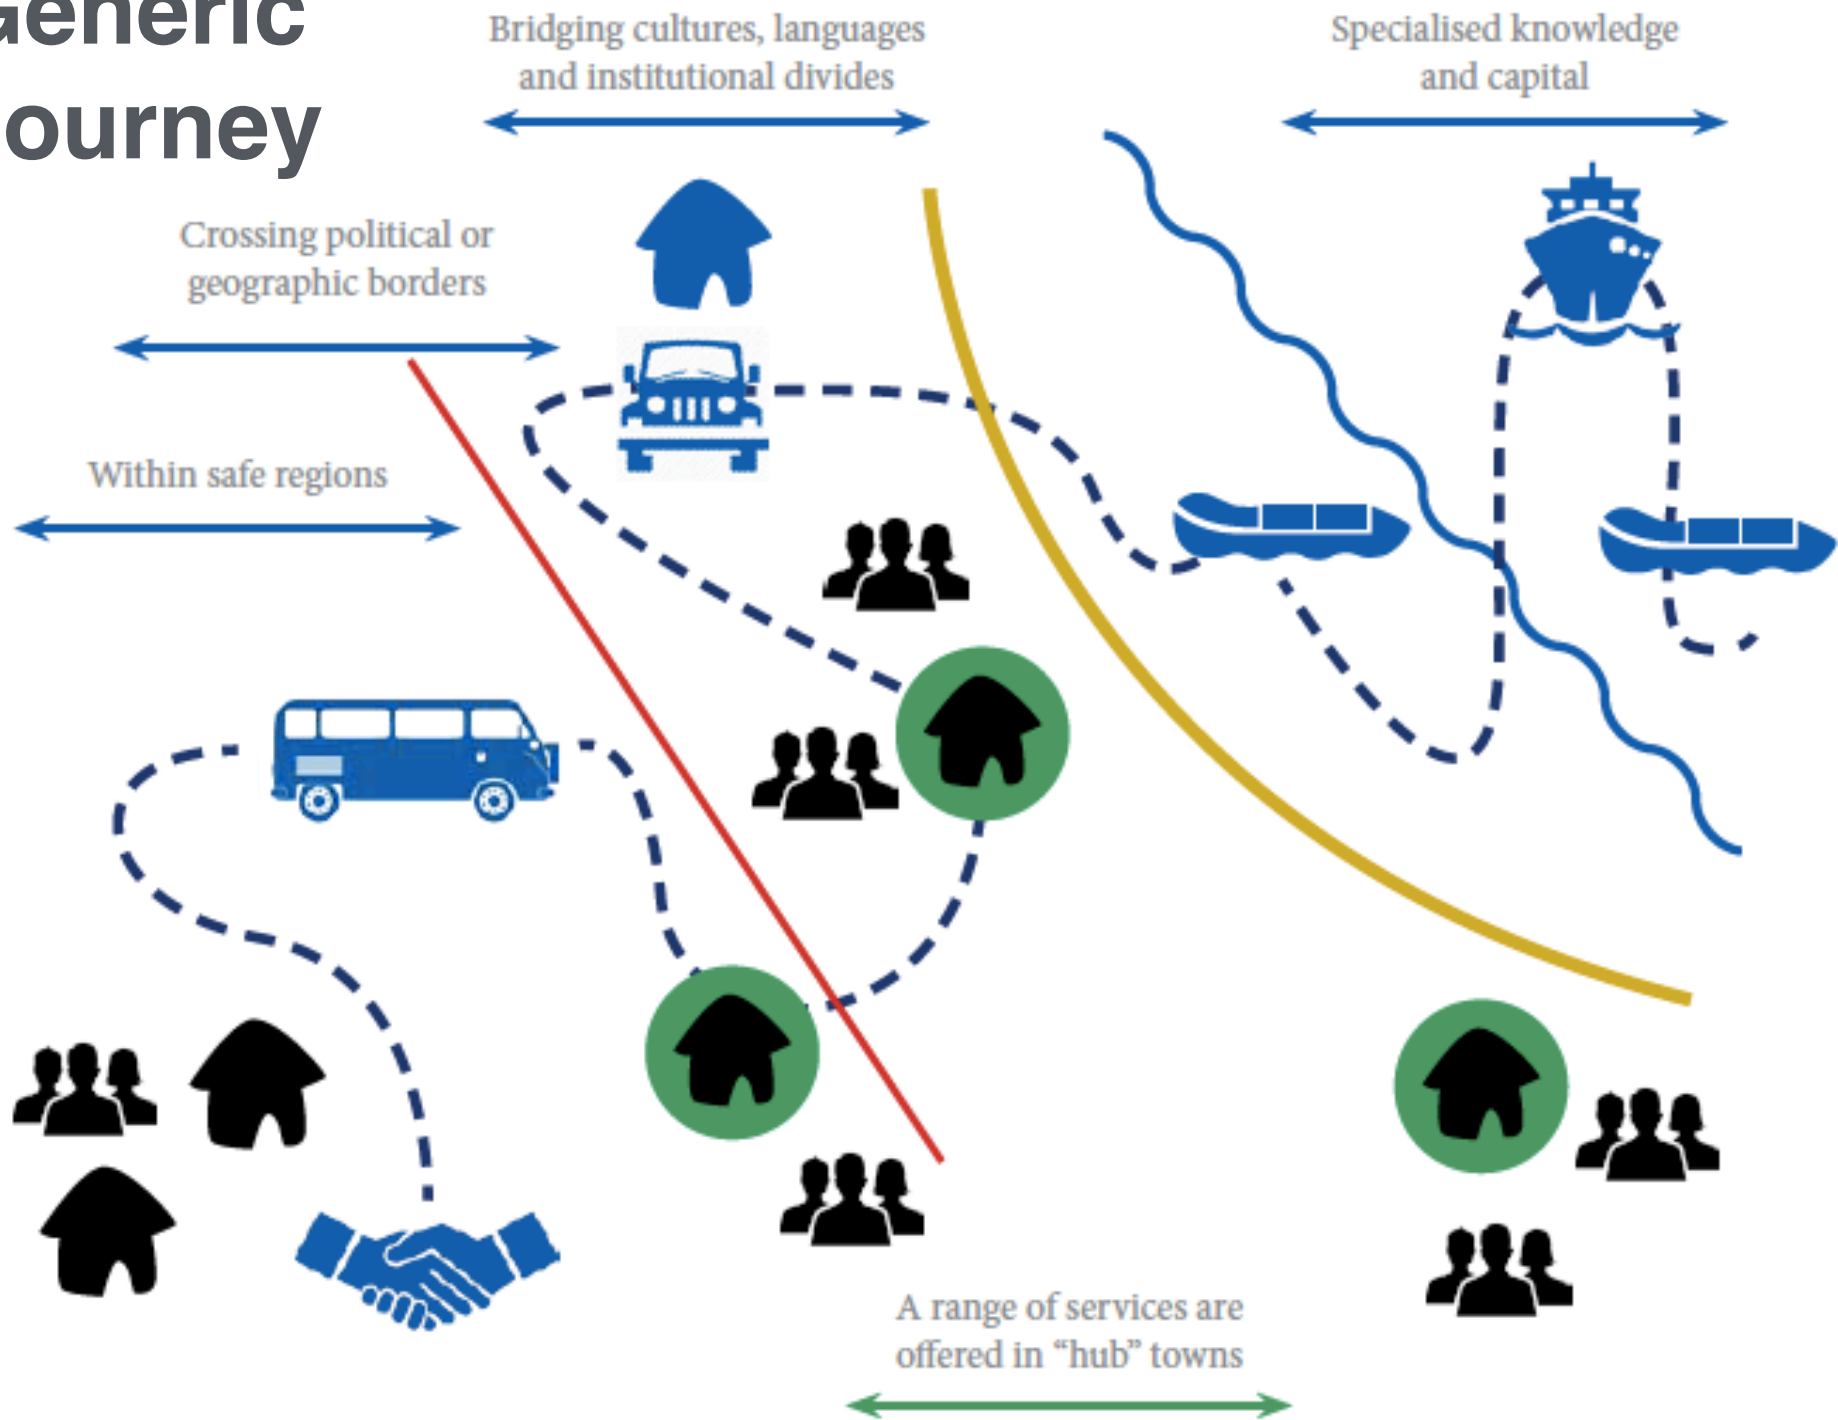 Generic
ourney
Bridging cultures, languages
and institutional divides
Specialised knowledge
and capital
Crossing political or
geographic borders
Within safe regions
A range of services are
offered in “hub” towns